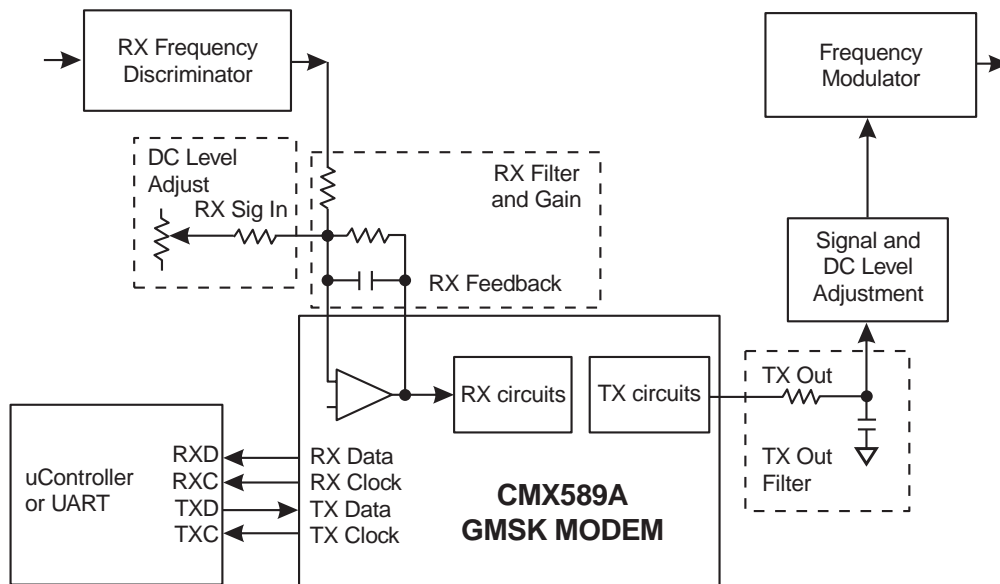 RX Frequency
Discriminator
Frequency
Modulator
DC Level
Adjust
RX Sig In
RX Filter
and Gain
RX Feedback
Signal and
DC Level
Adjustment
RX circuits
TX circuits
TX Out
TX Out
Filter
uController
or UART
RXD
RXC
TXD
TXC
RX Data
RX Clock
TX Data
TX Clock
CMX589A
GMSK MODEM